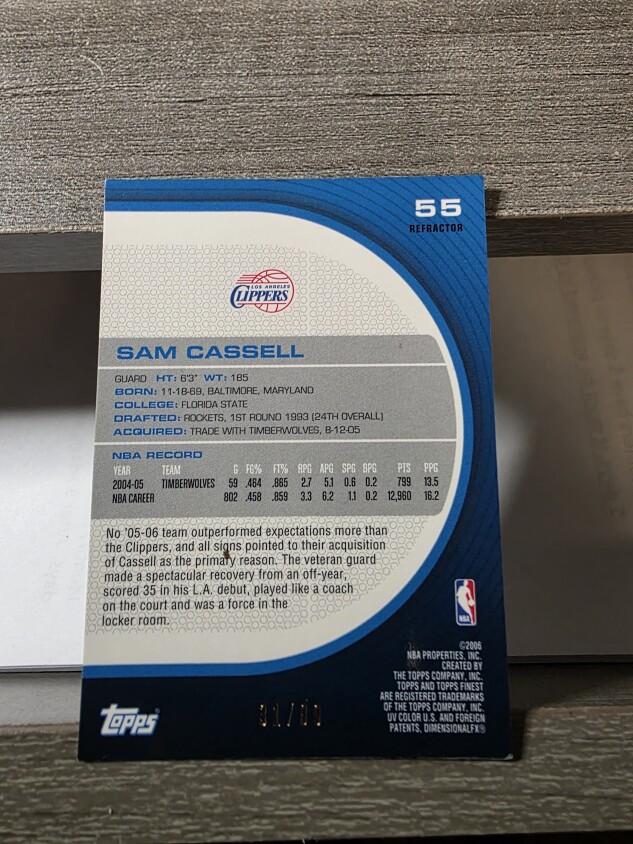 55
REFRACTOR
LOS ANGELES
CLIPPERS
SAM CASSELL
GUARD HT: 6'3" WT: 185
BORN: 11-18-69, BALTIMORE, MARYLAND
COLLEGE: FLORIDA STATE
DRAFTED: ROCKETS, 1ST ROUND 1993 (24TH OVERALL)
ACQUIRED: TRADE WITH TIMBERWOLVES, 8-12-05
NBA RECORD
YEAR TEAM G FG% FT% RPG APG SPG BPG PTS PPG
2004-05 TIMBERWOLVES 59 .464 .865 2.7 5.1 0.6 0.2 799 13.5
NBA CAREER 802 .458 .859 3.3 6.2 1.1 0.2 12,960 16.2
No '05-06 team outperformed expectations more than
the Clippers, and all signs pointed to their acquisition
of Cassell as the primary reason. The veteran guard
made a spectacular recovery from an off-year,
scored 35 in his L.A. debut, played like a coach
on the court and was a force in the
locker room.
NBA
©2006
NBA PROPERTIES, INC.
CREATED BY
THE TOPPS COMPANY, INC.
TOPPS AND TOPPS FINEST
ARE REGISTERED TRADEMARKS
OF THE TOPPS COMPANY, INC.
UV COLOR U.S. AND FOREIGN
PATENTS, DIMENSIONALFX®
topps